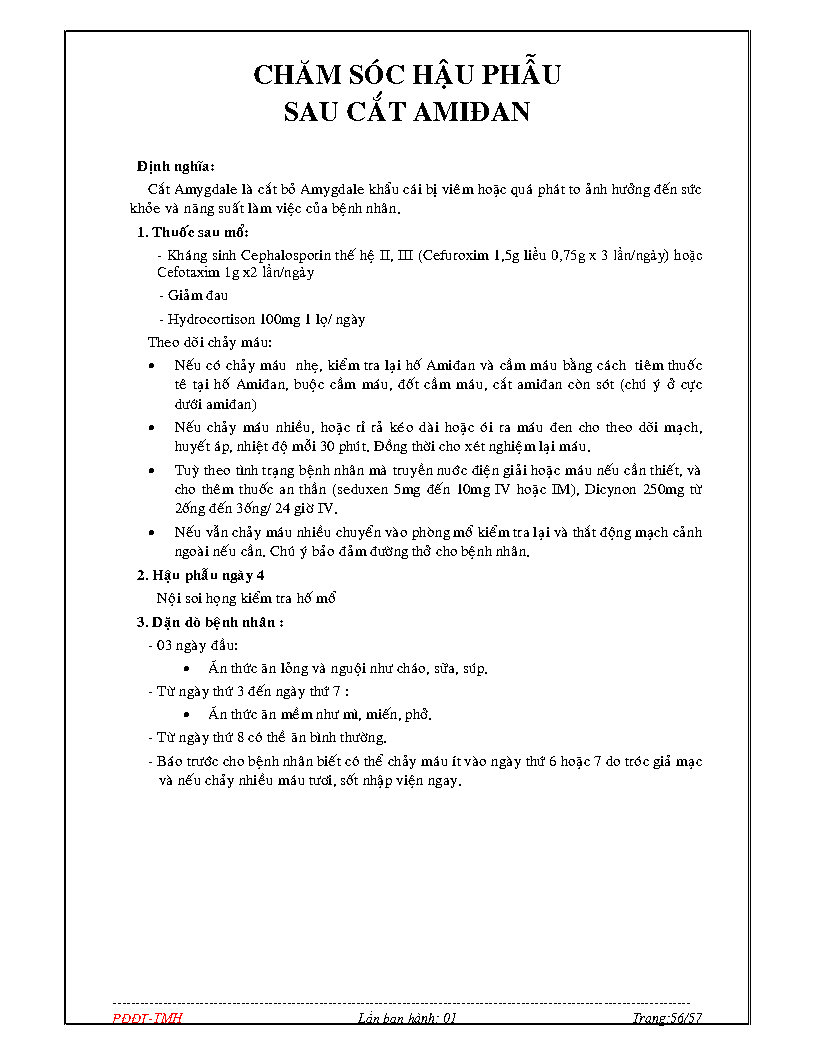 CHĂM SÓC HẬU PHẪU
SAU CẮT AMIĐAN
Định nghĩa:
Cắt Amygdale là cắt bỏ Amygdale khẩu cái bị viêm hoặc quá phát to ảnh hưởng đến sức
khỏe và năng suất làm việc của bệnh nhân.
1. Thuốc sau mổ:
- Kháng sinh Cephalosporin thế hệ II, III (Cefuroxim 1,5g liều 0,75g x 3 lần/ngày) hoặc
Cefotaxim 1g x2 lần/ngày
- Giảm đau
- Hydrocortison 100mg 1 lọ/ ngày
Theo dõi chảy máu:
• Nếu có chảy máu nhẹ, kiểm tra lại hố Amiđan và cầm máu bằng cách tiêm thuốc
tê tại hố Amiđan, buộc cầm máu, đốt cầm máu, cắt amiđan còn sót (chú ý ở cực
dưới amiđan)
• Nếu chảy máu nhiều, hoặc rỉ rả kéo dài hoặc ói ra máu đen cho theo dõi mạch,
huyết áp, nhiệt độ mỗi 30 phút. Đồng thời cho xét nghiệm lại máu.
• Tuỳ theo tình trạng bệnh nhân mà truyền nước điện giải hoặc máu nếu cần thiết, và
cho thêm thuốc an thần (seduxen 5mg đến 10mg IV hoặc IM), Dicynon 250mg từ
2ống đến 3ống/ 24 giờ IV.
• Nếu vẫn chảy máu nhiều chuyển vào phòng mổ kiểm tra lại và thắt động mạch cảnh
ngoài nếu cần. Chú ý bảo đảm đường thở cho bệnh nhân.
2. Hậu phẫu ngày 4
Nội soi họng kiểm tra hố mổ
3. Dặn dò bệnh nhân :
- 03 ngày đầu:
• Ăn thức ăn lỏng và nguội như cháo, sữa, súp.
- Từ ngày thứ 3 đến ngày thứ 7 :
• Ăn thức ăn mềm như mì, miến, phở.
- Từ ngày thứ 8 có thể ăn bình thường.
- Báo trước cho bệnh nhân biết có thể chảy máu ít vào ngày thứ 6 hoặc 7 do tróc giả mạc
và nếu chảy nhiều máu tươi, sốt nhập viện ngay.
PĐĐT-TMH Lần ban hành: 01 Trang:56/57